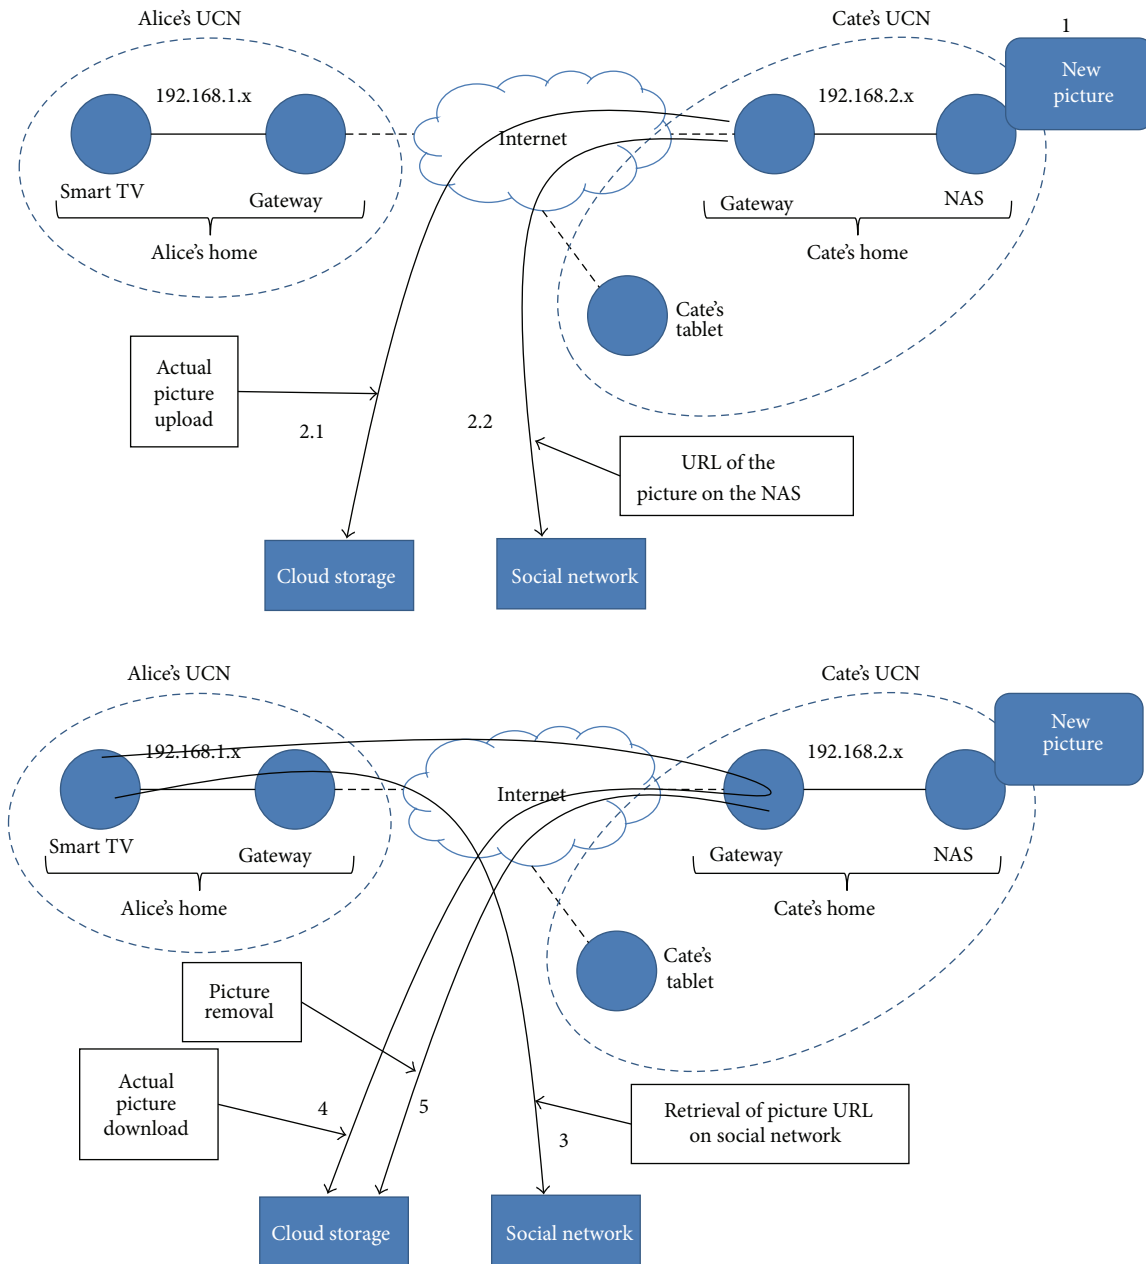 Alice's UCN
Cate's UCN
1
New
picture
192.168.1.x
192.168.2.x
Internet
Smart TV
Gateway
Gateway
NAS
Alice's home
Cate's home
Cate's
tablet
Actual
picture
upload
2.1
2.2
URL of the
picture on the NAS
Cloud storage
Social network
Alice's UCN
Cate's UCN
New
picture
192.168.1.x
192.168.2.x
Internet
Smart TV
Gateway
Gateway
NAS
Alice's home
Cate's home
Cate's
tablet
Picture
removal
Actual
picture
download
4
5
3
Retrieval of picture URL
on social network
Cloud storage
Social network